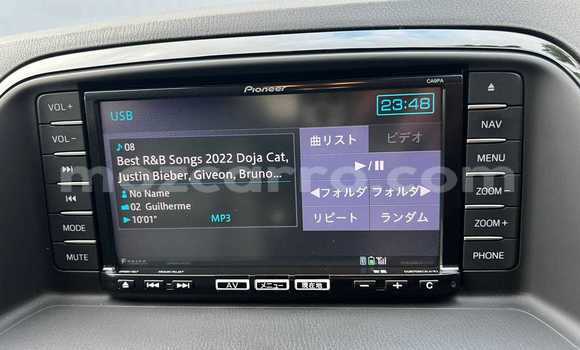 Pioneer
CA9PA
VOL+
VOL-
MODE
MUTE
USB
23:48
08
Best R&B Songs 2022 Doja Cat,
Justin Bieber, Giveon, Bruno...
No Name
02 Guilherme
10'01"
MP3
曲リスト
ビデオ
◀フォルダ
フォルダ▶
リピート
ランダム
NAV
MENU
ZOOM-
ZOOM+
PHONE
AV
メニュー
現在地
C
mozcarro.com